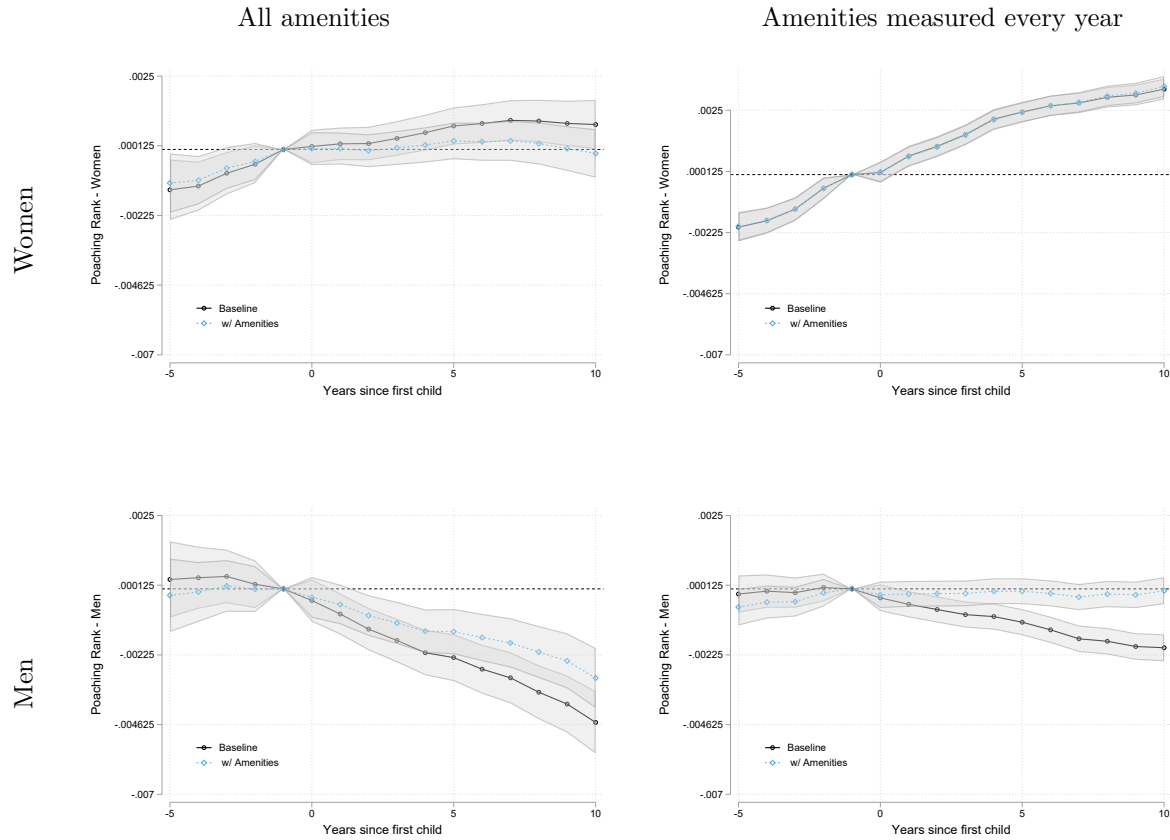 All amenities
Amenities measured every year
Women
Poaching Rank - Women
.0025
.000125
-.00225
-.004625
-.007
Baseline
w/ Amenities
-5 0 5 10
Years since first child
Poaching Rank - Women
.0025
.000125
-.00225
-.004625
-.007
Baseline
w/ Amenities
-5 0 5 10
Years since first child
Men
Poaching Rank - Men
.0025
.000125
-.00225
-.004625
-.007
Baseline
w/ Amenities
-5 0 5 10
Years since first child
Poaching Rank - Men
.0025
.000125
-.00225
-.004625
-.007
Baseline
w/ Amenities
-5 0 5 10
Years since first child